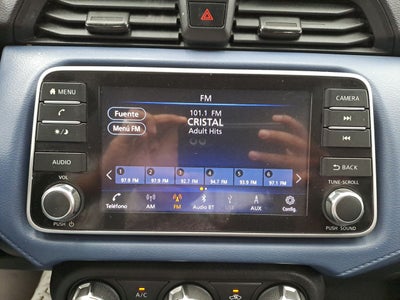 MENU
AUDIO
VOL
PUSH
FM
Fuente
Menú FM
101.1 FM
CRISTAL
Adult Hits
1 2 3 4 5 6
97.9 FM 97.9 FM 92.7 FM 94.7 FM 93.9 FM 97.1 FM
Teléfono AM FM Audio BT USB AUX Config.
CAMERA
BACK
TUNE-SCROLL
PUSH SOUND
A/C